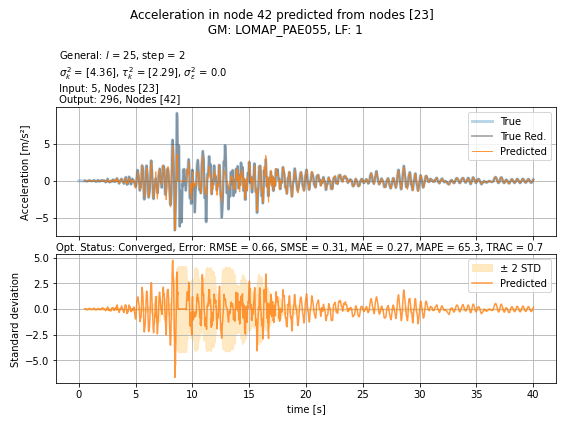 Acceleration in node 42 predicted from nodes [23]
GM: LOMAP_PAE055, LF: 1
General: l = 25, step = 2
σ_k² = [4.36], τ_k² = [2.29], σ_ε² = 0.0
Input: 5, Nodes [23]
Output: 296, Nodes [42]
True
True Red.
Predicted
Acceleration [m/s²]
5
0
−5
Opt. Status: Converged, Error: RMSE = 0.66, SMSE = 0.31, MAE = 0.27, MAPE = 65.3, TRAC = 0.7
± 2 STD
Predicted
Standard deviation
5.0
2.5
0.0
−2.5
−5.0
0 5 10 15 20 25 30 35 40
time [s]